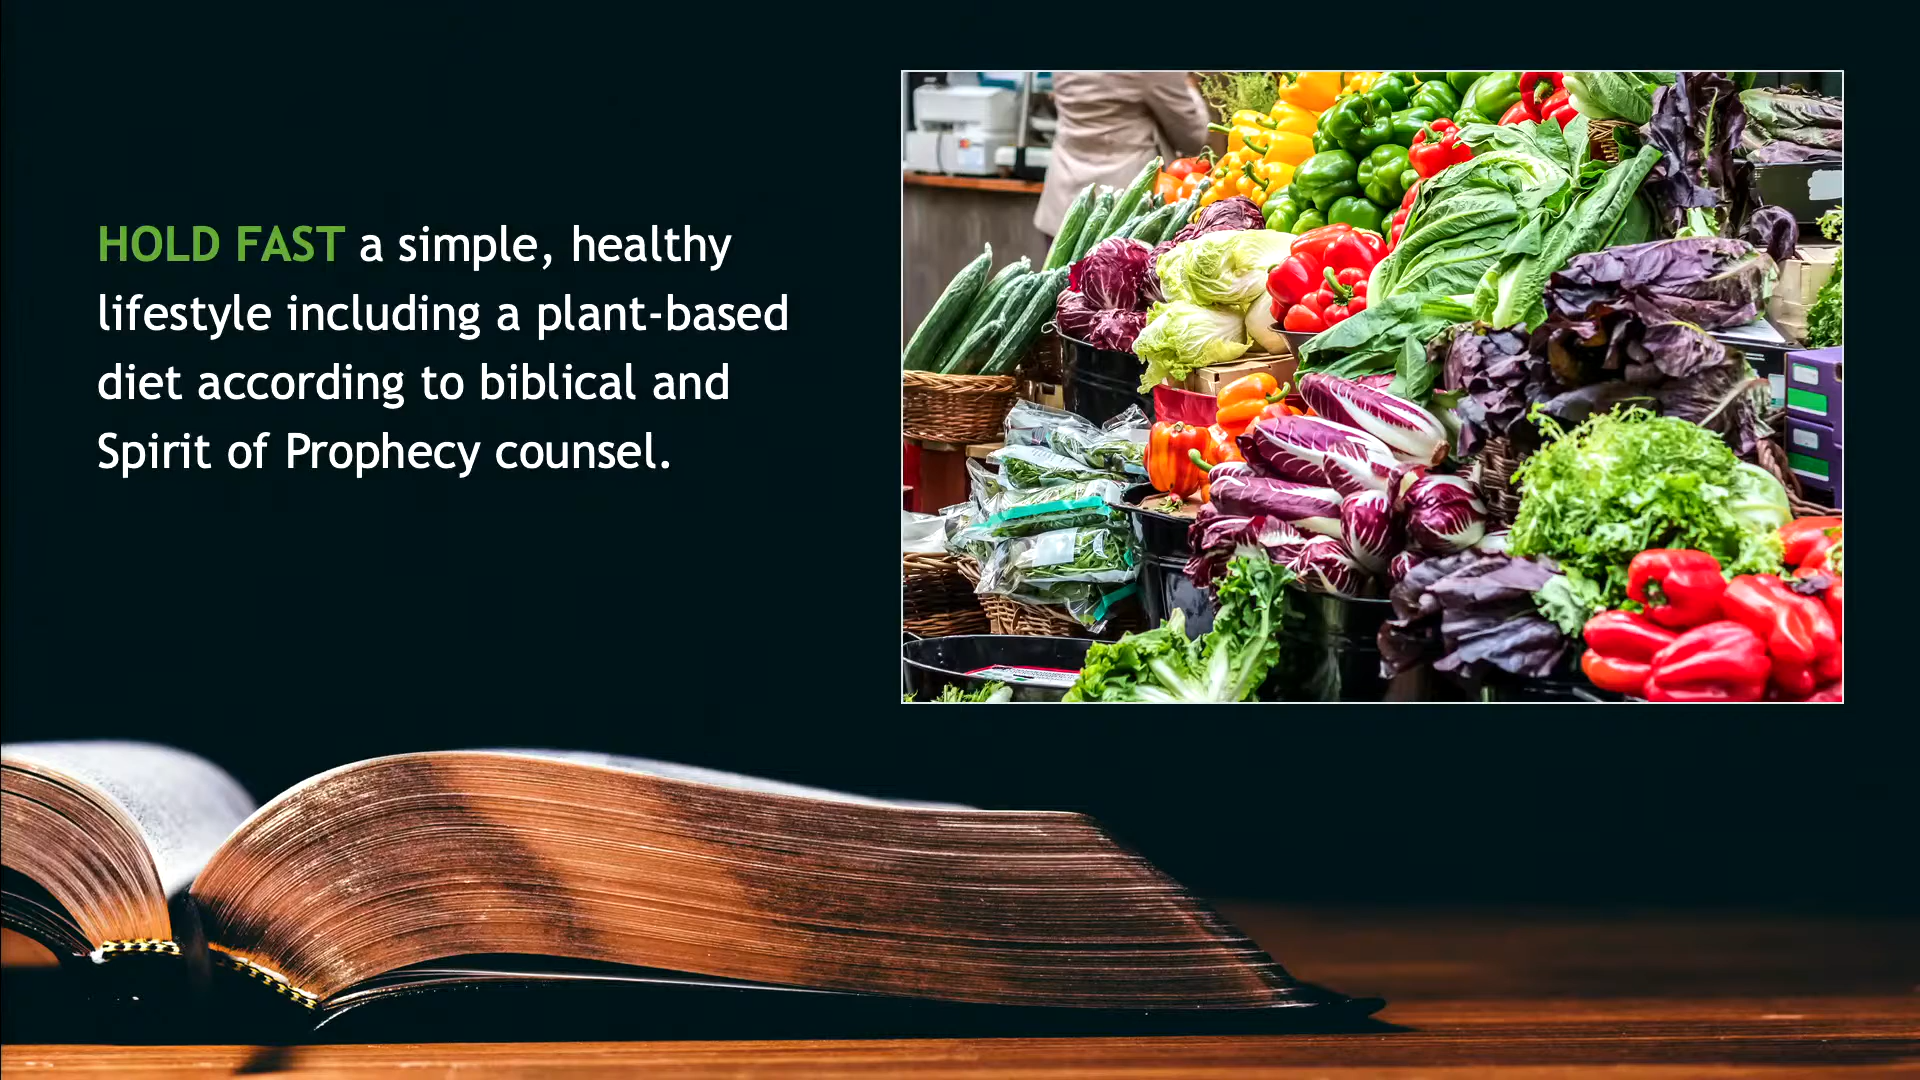 HOLD FAST a simple, healthy
lifestyle including a plant-based
diet according to biblical and
Spirit of Prophecy counsel.